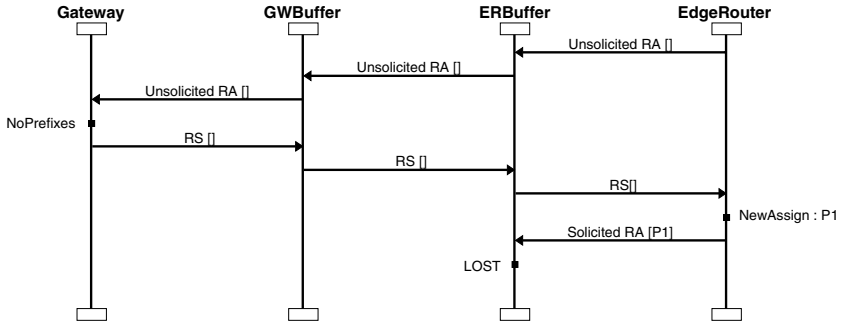 Gateway GWBuffer ERBuffer EdgeRouter
Unsolicited RA []
Unsolicited RA []
Unsolicited RA []
NoPrefixes
RS []
RS []
RS[]
NewAssign : P1
Solicited RA [P1]
LOST